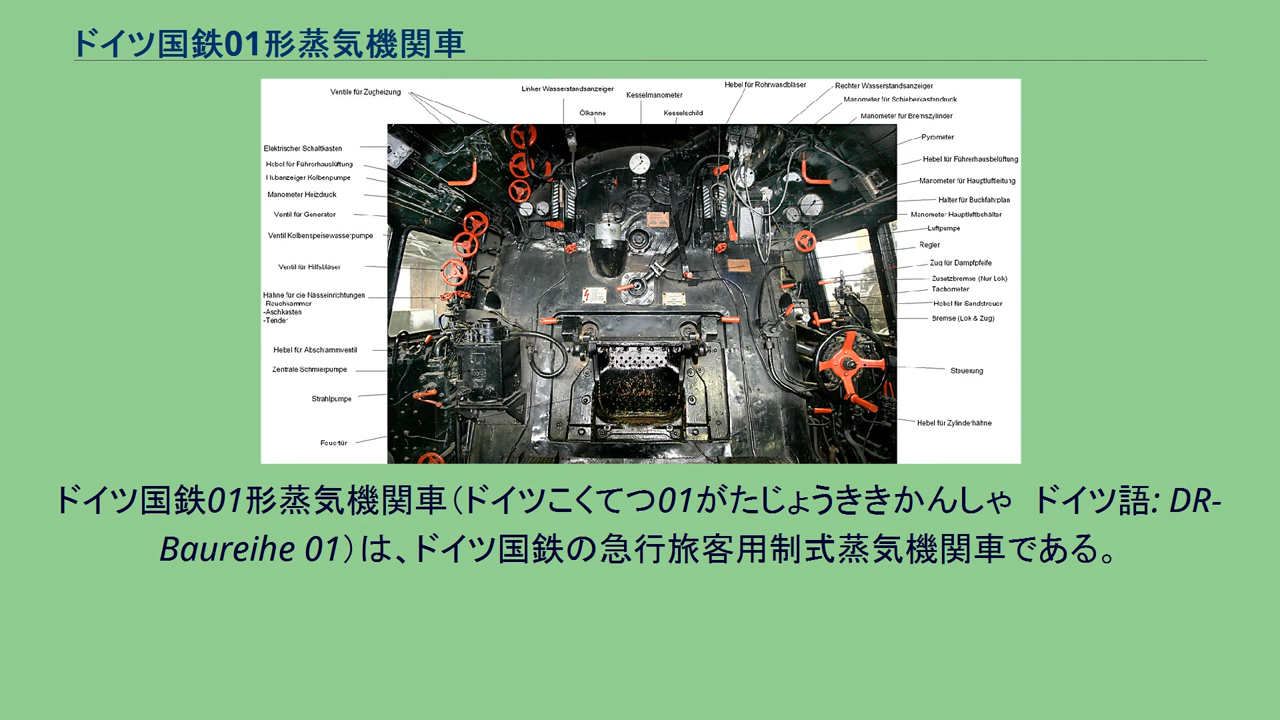 ドイツ国鉄01形蒸気機関車
Ventile für Zugheizung
Linker Wasserstandsanzeiger
Kesselmanometer
Hebel für Rohrwandbläser
Rechter Wasserstandsanzeiger
Manometer für Schieberkastendruck
Ölkanne
Kesselschild
Manometer für Bremszylinder
Pyrometer
Elektrischer Schaltkasten
Hebel für Führerhauslüftung
Hubanzeiger Kolbenpumpe
Manometer Heizdruck
Ventil für Generator
Ventil Kolbenspeisewasserpumpe
Ventil für Hilfsbläser
Hähne für die Nässeinrichtungen
Rauchkammer
-Aschkasten
-Tender
Hebel für Abschlammventil
Zentrale Schmierpumpe
Strahlpumpe
Feuertür
Hebel für Führerhausbelüftung
Manometer für Hauptluftleitung
Halter für Buchfahrplan
Manometer Hauptluftbehälter
Luftpumpe
Regler
Zug für Dampfpfeife
Zusatzbremse (Nur Lok)
Tachometer
Hebel für Sandstreuer
Bremse (Lok & Zug)
Steuerung
Hebel für Zylinderhähne
ドイツ国鉄01形蒸気機関車（ドイツこくてつ01がたじょうききかんしゃ ドイツ語: DR-
Baureihe 01）は、ドイツ国鉄の急行旅客用制式蒸気機関車である。